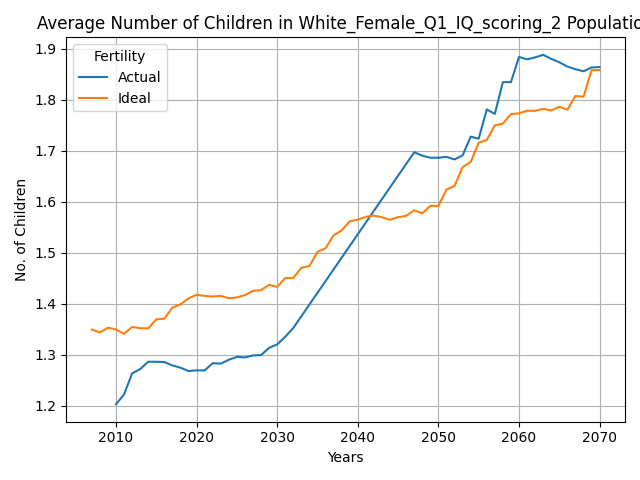 Average Number of Children in White_Female_Q1_IQ_scoring_2 Populatio
Fertility
Actual
Ideal
1.9
1.8
1.7
1.6
1.5
1.4
1.3
1.2
No. of Children
2010 2020 2030 2040 2050 2060 2070
Years